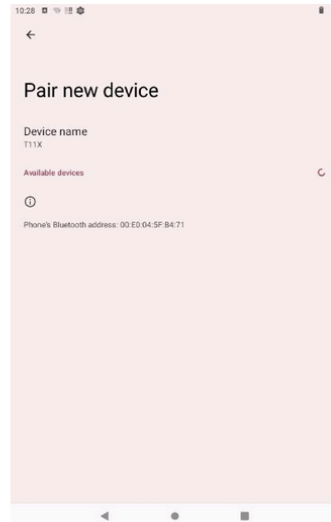 10:28
Pair new device
Device name
T11X
Available devices
Phone's Bluetooth address: 00:E0:04:5F:B4:71